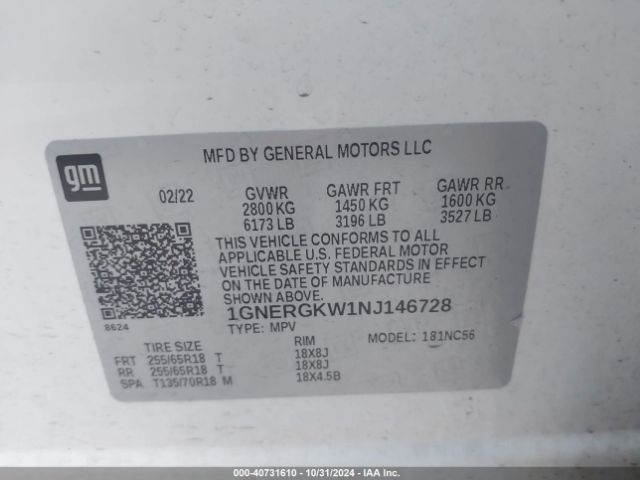 gm
MFD BY GENERAL MOTORS LLC
02/22 GVWR GAWR FRT GAWR RR
2800 KG 1450 KG 1600 KG
6173 LB 3196 LB 3527 LB
THIS VEHICLE CONFORMS TO ALL
APPLICABLE U.S. FEDERAL MOTOR
VEHICLE SAFETY STANDARDS IN EFFECT
ON THE DATE OF MANUFACTURE
SHOWN ABOVE.
8624 1GNERGKW1NJ146728
TYPE: MPV MODEL: 181NC56
TIRE SIZE RIM
FRT 255/65R18 T 18X8J
RR 255/65R18 T 18X8J
SPA T135/70R18 M 18X4.5B
000-40731610 - 10/31/2024 - IAA Inc.